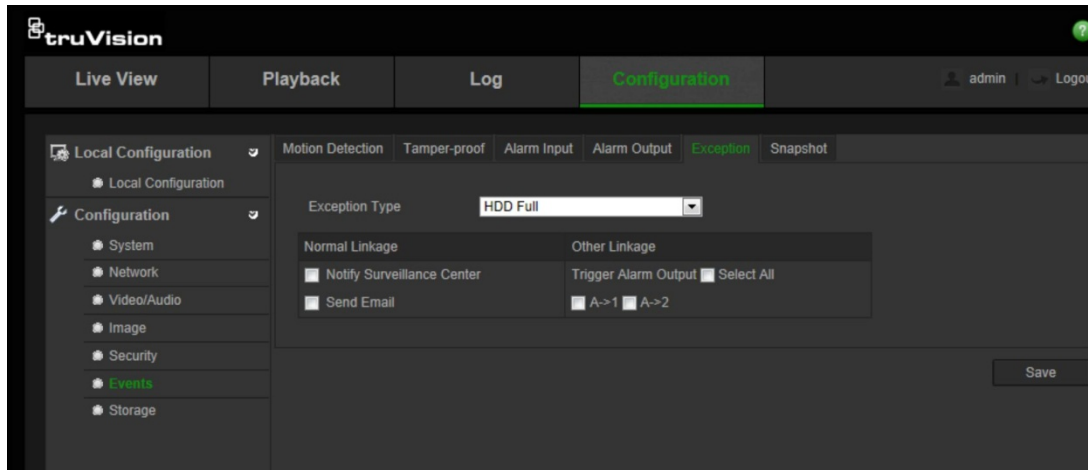 truVision
?
Live View Playback Log Configuration admin | Logou
Local Configuration
Local Configuration
Configuration
System
Network
Video/Audio
Image
Security
Events
Storage
Motion Detection Tamper-proof Alarm Input Alarm Output Exception Snapshot
Exception Type HDD Full
Normal Linkage Other Linkage
Notify Surveillance Center Trigger Alarm Output Select All
Send Email A->1 A->2
Save